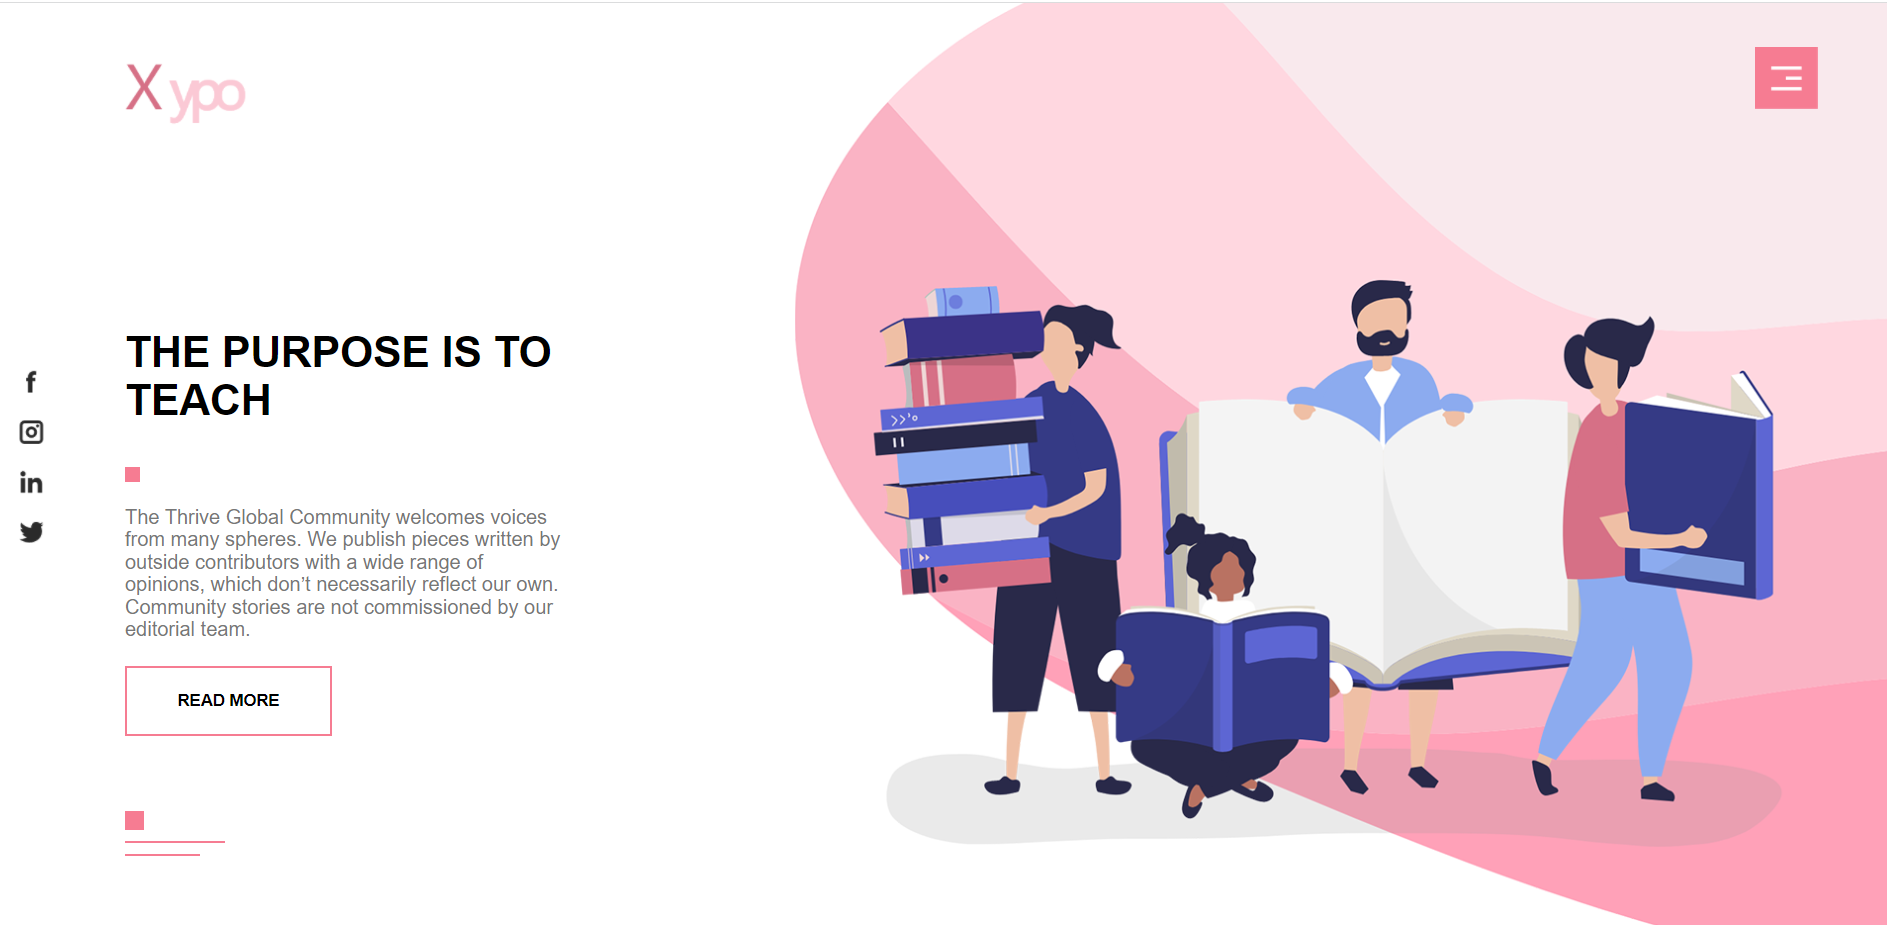 Xypo
THE PURPOSE IS TO
TEACH
The Thrive Global Community welcomes voices
from many spheres. We publish pieces written by
outside contributors with a wide range of
opinions, which don’t necessarily reflect our own.
Community stories are not commissioned by our
editorial team.
READ MORE